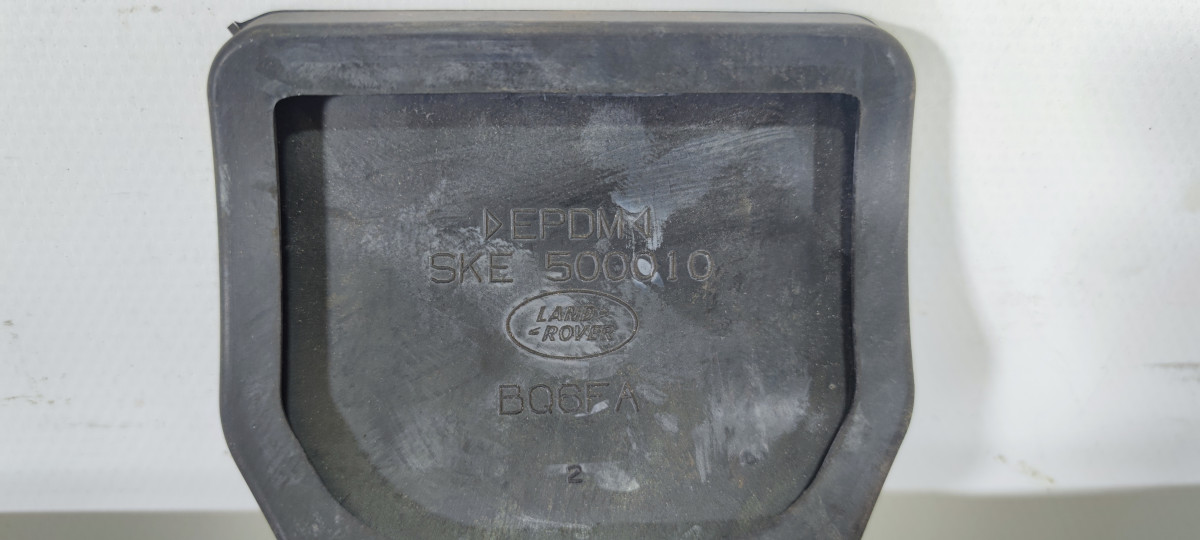 ▷EPDM◁
SKE 500010
LAND-
ROVER
BQ6FA
2